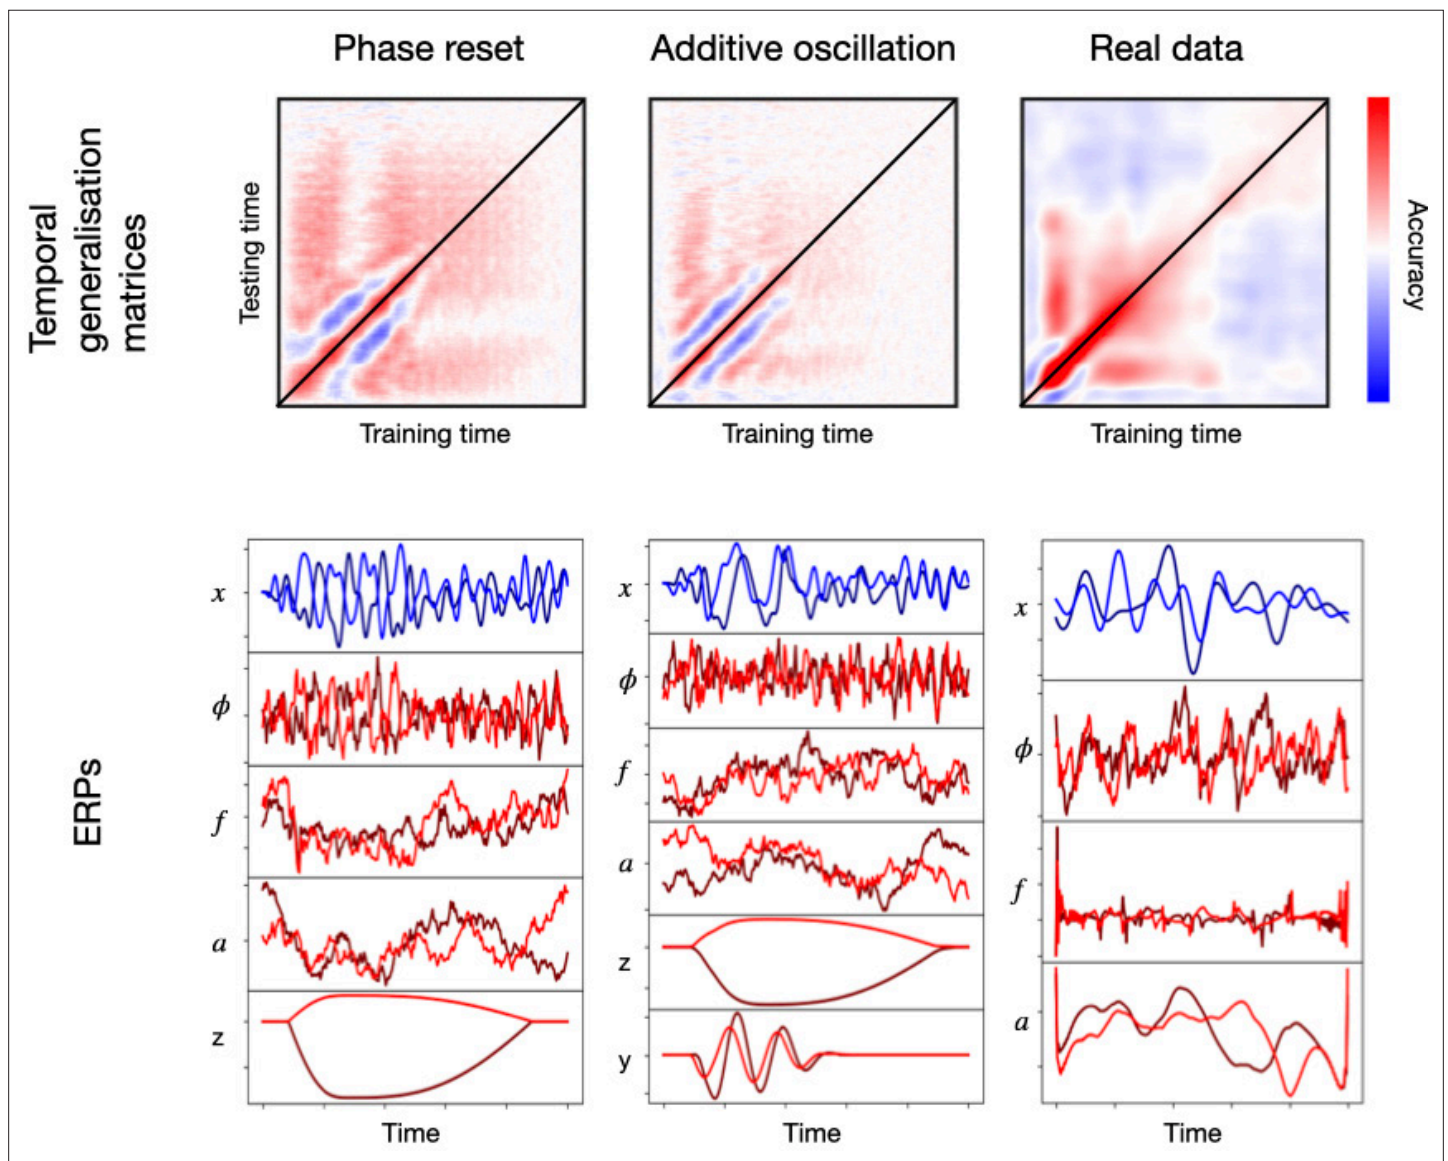 Phase reset
Additive oscillation
Real data
Temporal
generalisation
matrices
Testing time
Accuracy
Training time
Training time
Training time
ERPs
x
ϕ
f
a
z
Time
x
ϕ
f
a
z
y
Time
x
ϕ
f
a
Time